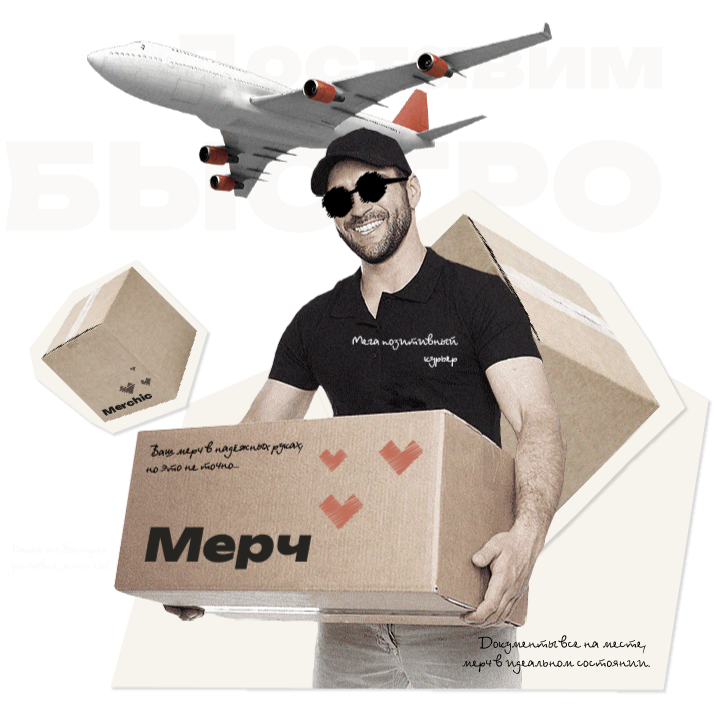 Доставим
БЫСТРО
Мега позитивный
курьер
Merchic
Ваш мерч в надёжных руках,
но это не точно...
Мерч
Документы все на месте,
мерч в идеальном состоянии.